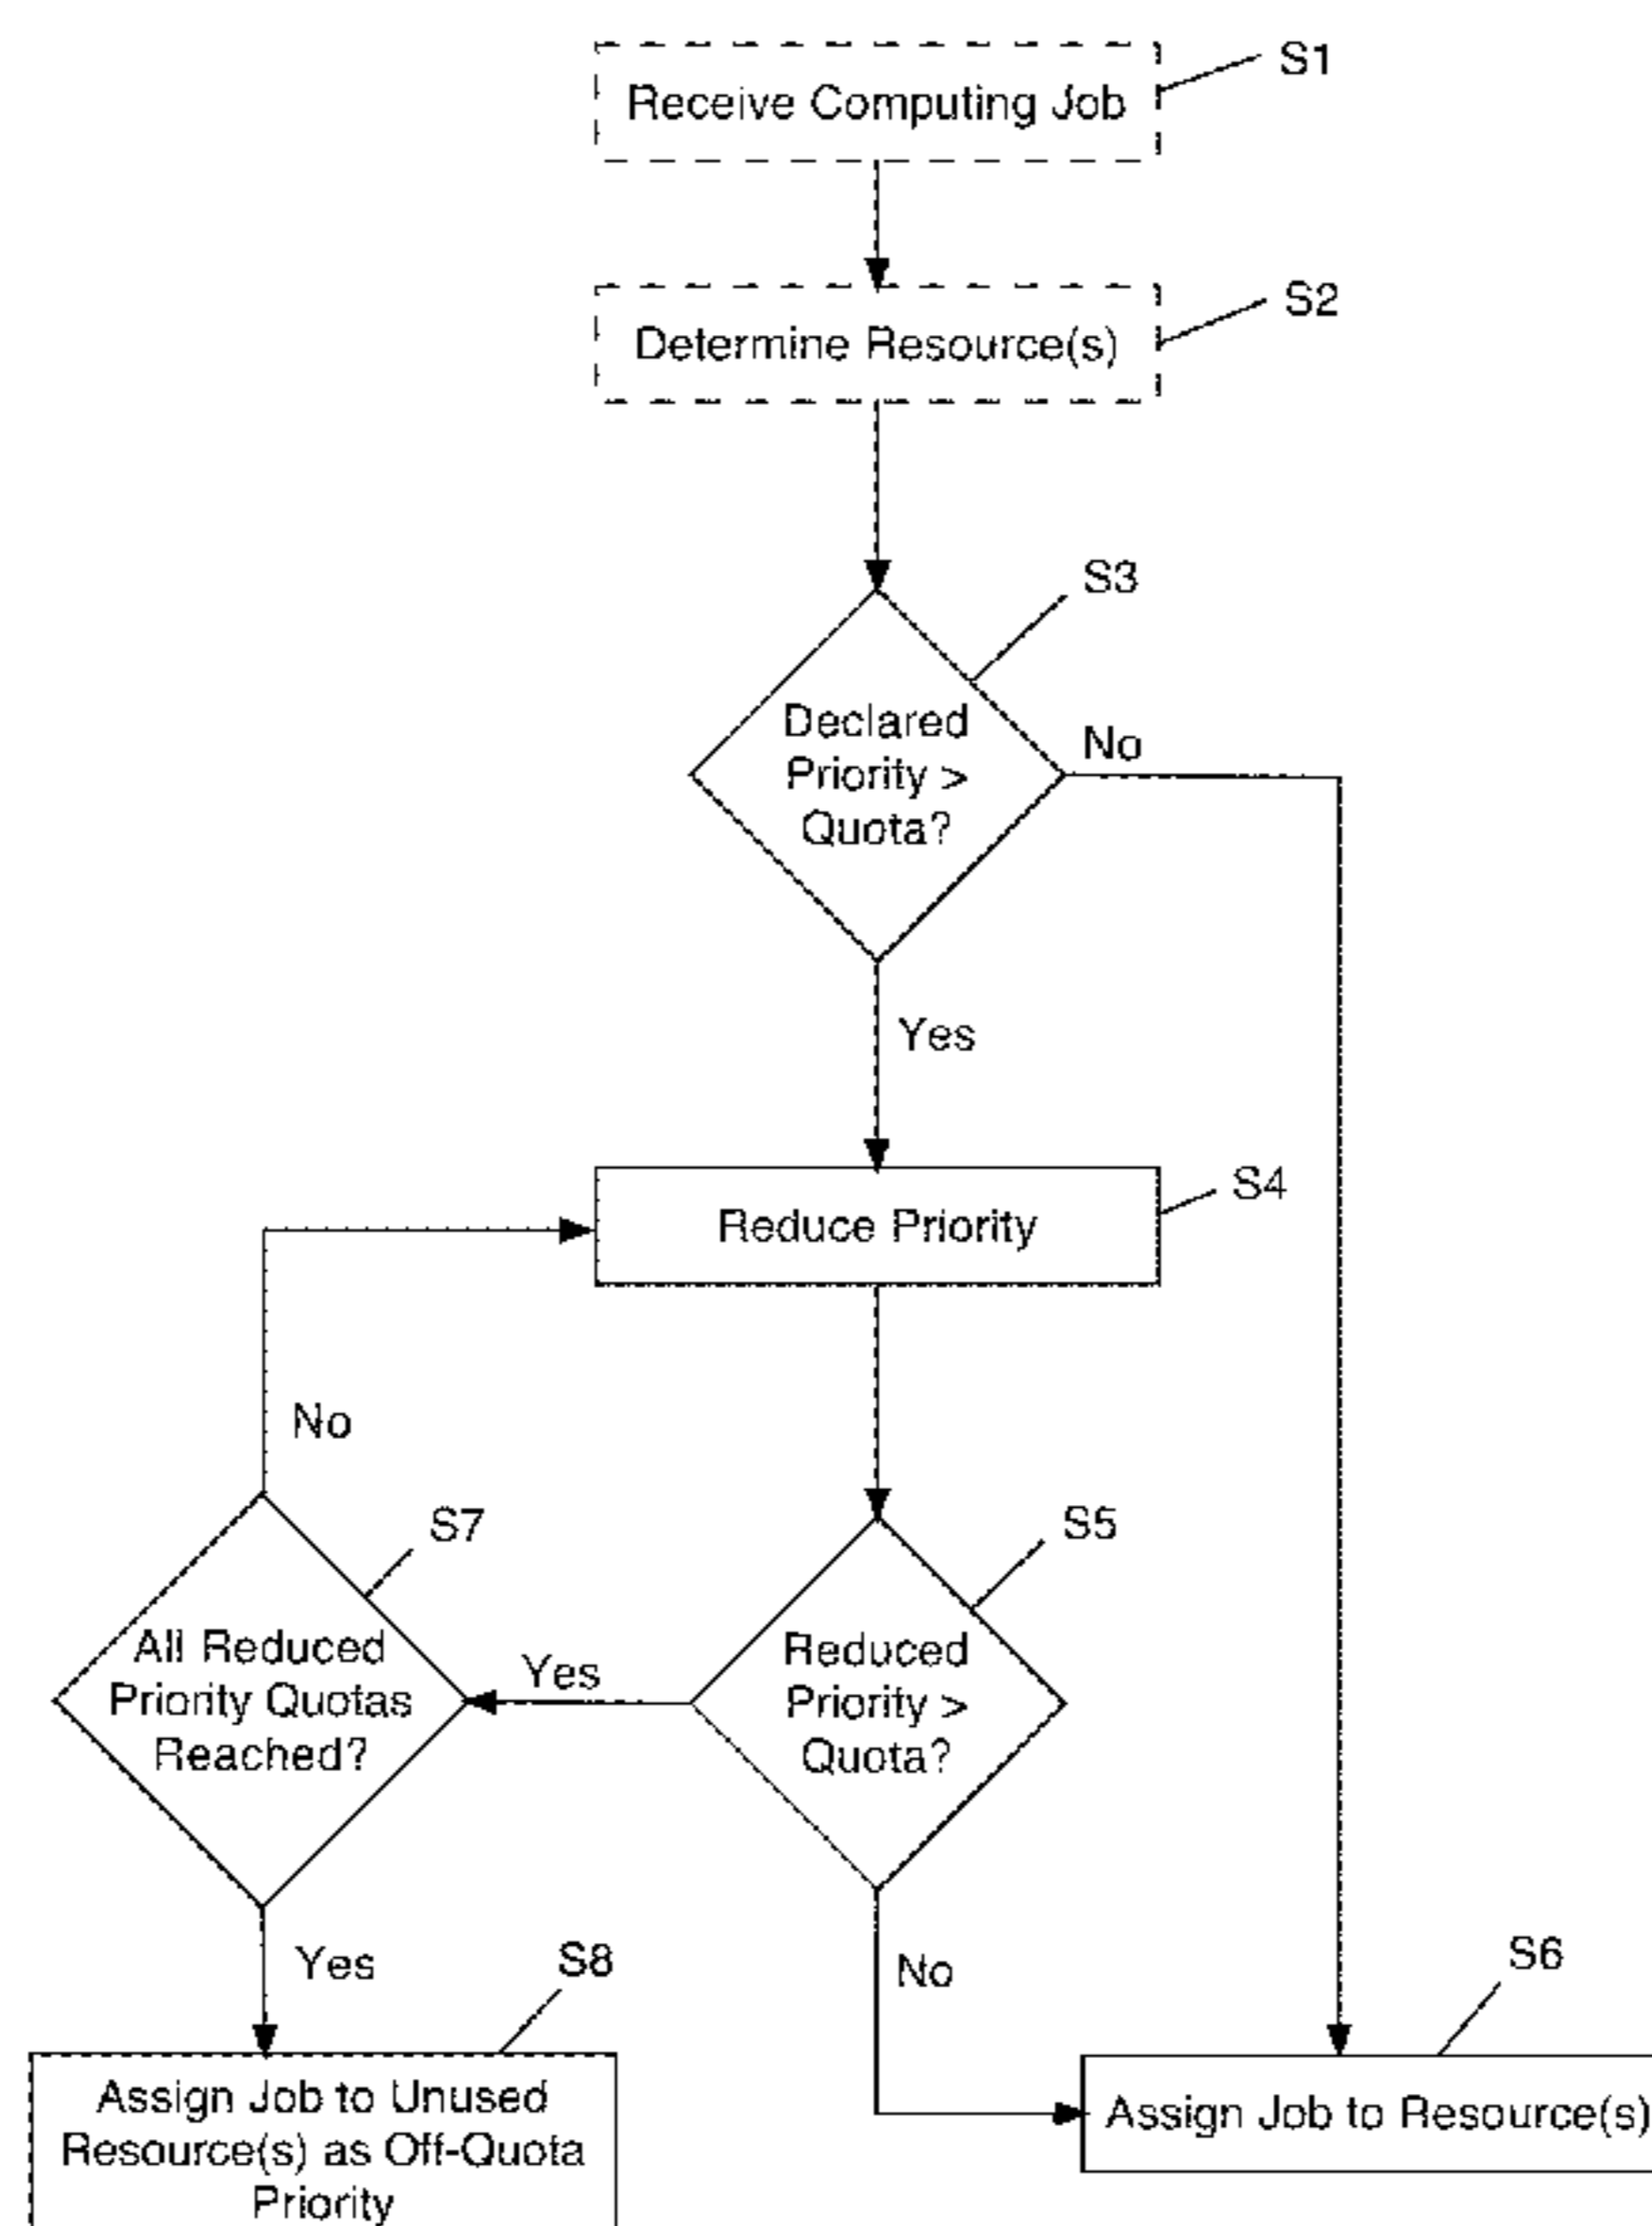 S1
Receive Computing Job
S2
Determine Resource(s)
S3
Declared
Priority >
Quota?
No
Yes
S4
Reduce Priority
No
S7
S5
All Reduced
Priority Quotas
Reached?
Yes
Reduced
Priority >
Quota?
Yes
S8
No
S6
Assign Job to Unused
Resource(s) as Off-Quota
Priority
Assign Job to Resource(s)